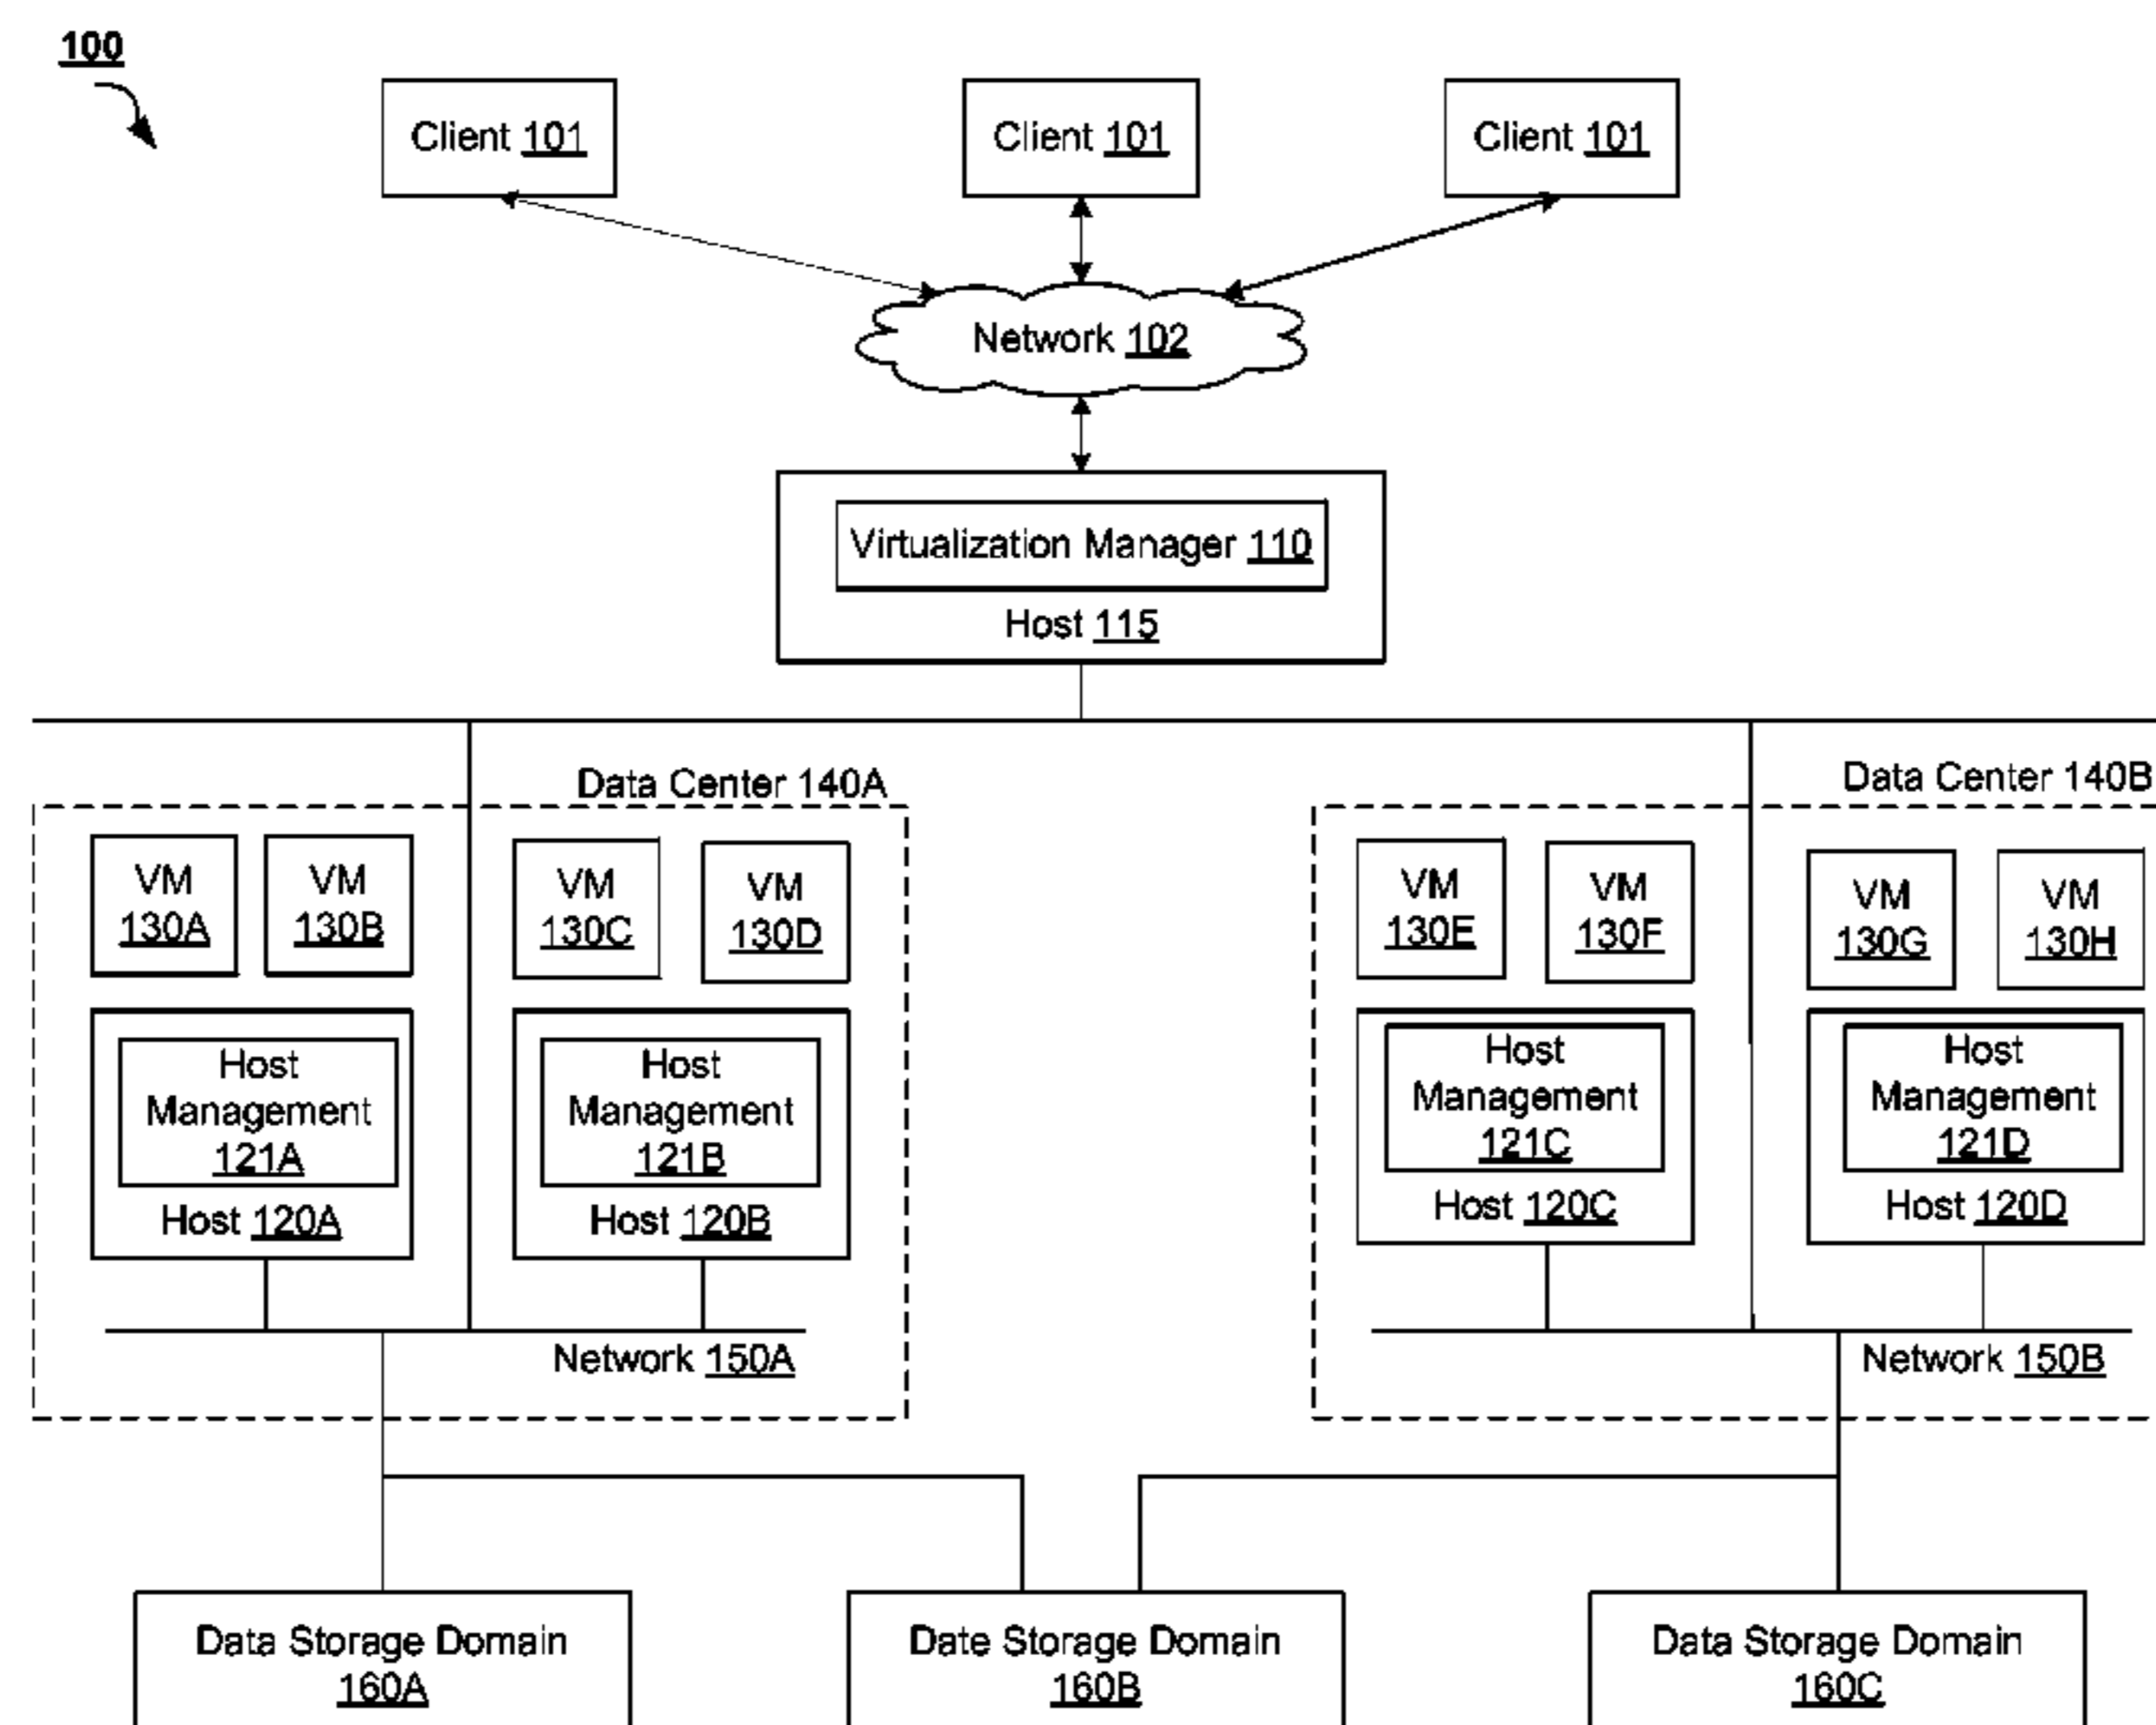 100
Client 101
Client 101
Client 101
Network 102
Virtualization Manager 110
Host 115
Data Center 140A
Data Center 140B
VM
130A
VM
130B
VM
130C
VM
130D
VM
130E
VM
130F
VM
130G
VM
130H
Host
Management
121A
Host 120A
Host
Management
121B
Host 120B
Host
Management
121C
Host 120C
Host
Management
121D
Host 120D
Network 150A
Network 150B
Data Storage Domain
160A
Date Storage Domain
160B
Data Storage Domain
160C